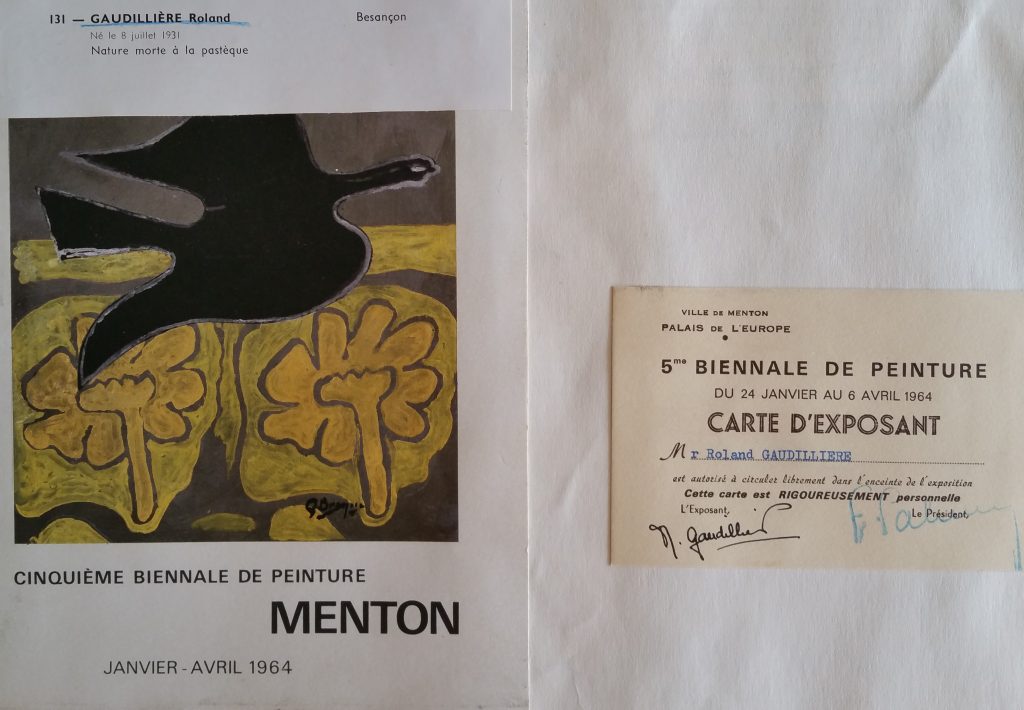 131 — GAUDILLIÈRE Roland Besançon
Né le 8 juillet 1931
Nature morte à la pastèque
G Braque
CINQUIÈME BIENNALE DE PEINTURE
MENTON
JANVIER - AVRIL 1964
VILLE DE MENTON
PALAIS DE L'EUROPE
5me BIENNALE DE PEINTURE
DU 24 JANVIER AU 6 AVRIL 1964
CARTE D'EXPOSANT
Mr Roland GAUDILLIERE
est autorisé à circuler librement dans l'enceinte de l'exposition
Cette carte est RIGOUREUSEMENT personnelle
L'Exposant, Le Président,
R. Gaudillière